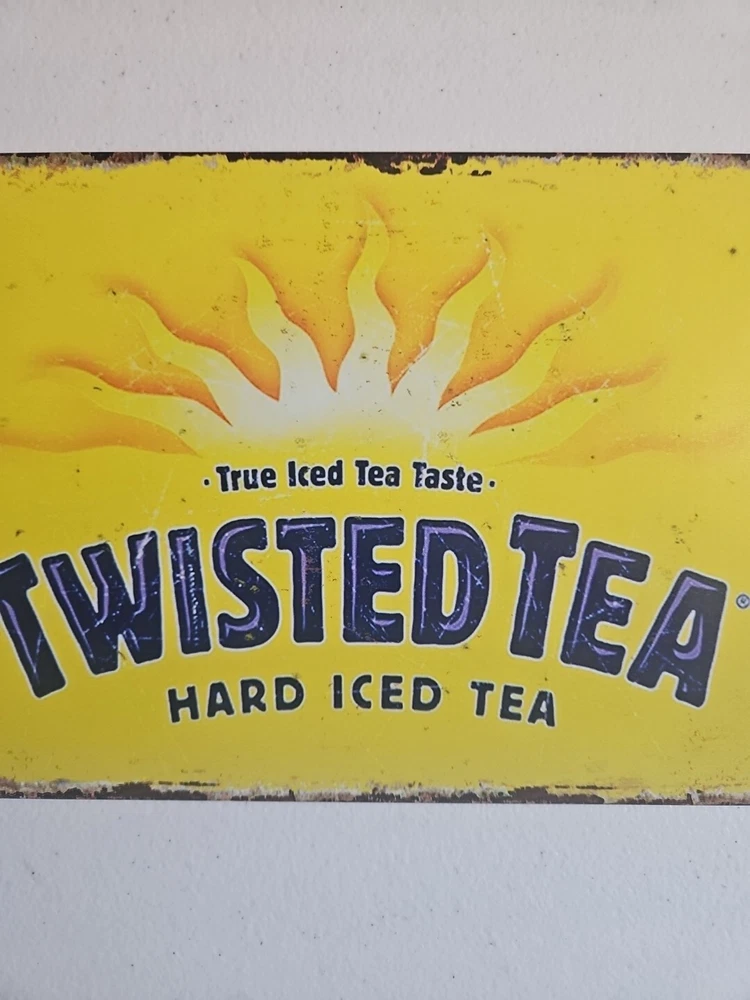 · True Iced Tea Taste ·
TWISTED TEA®
HARD ICED TEA